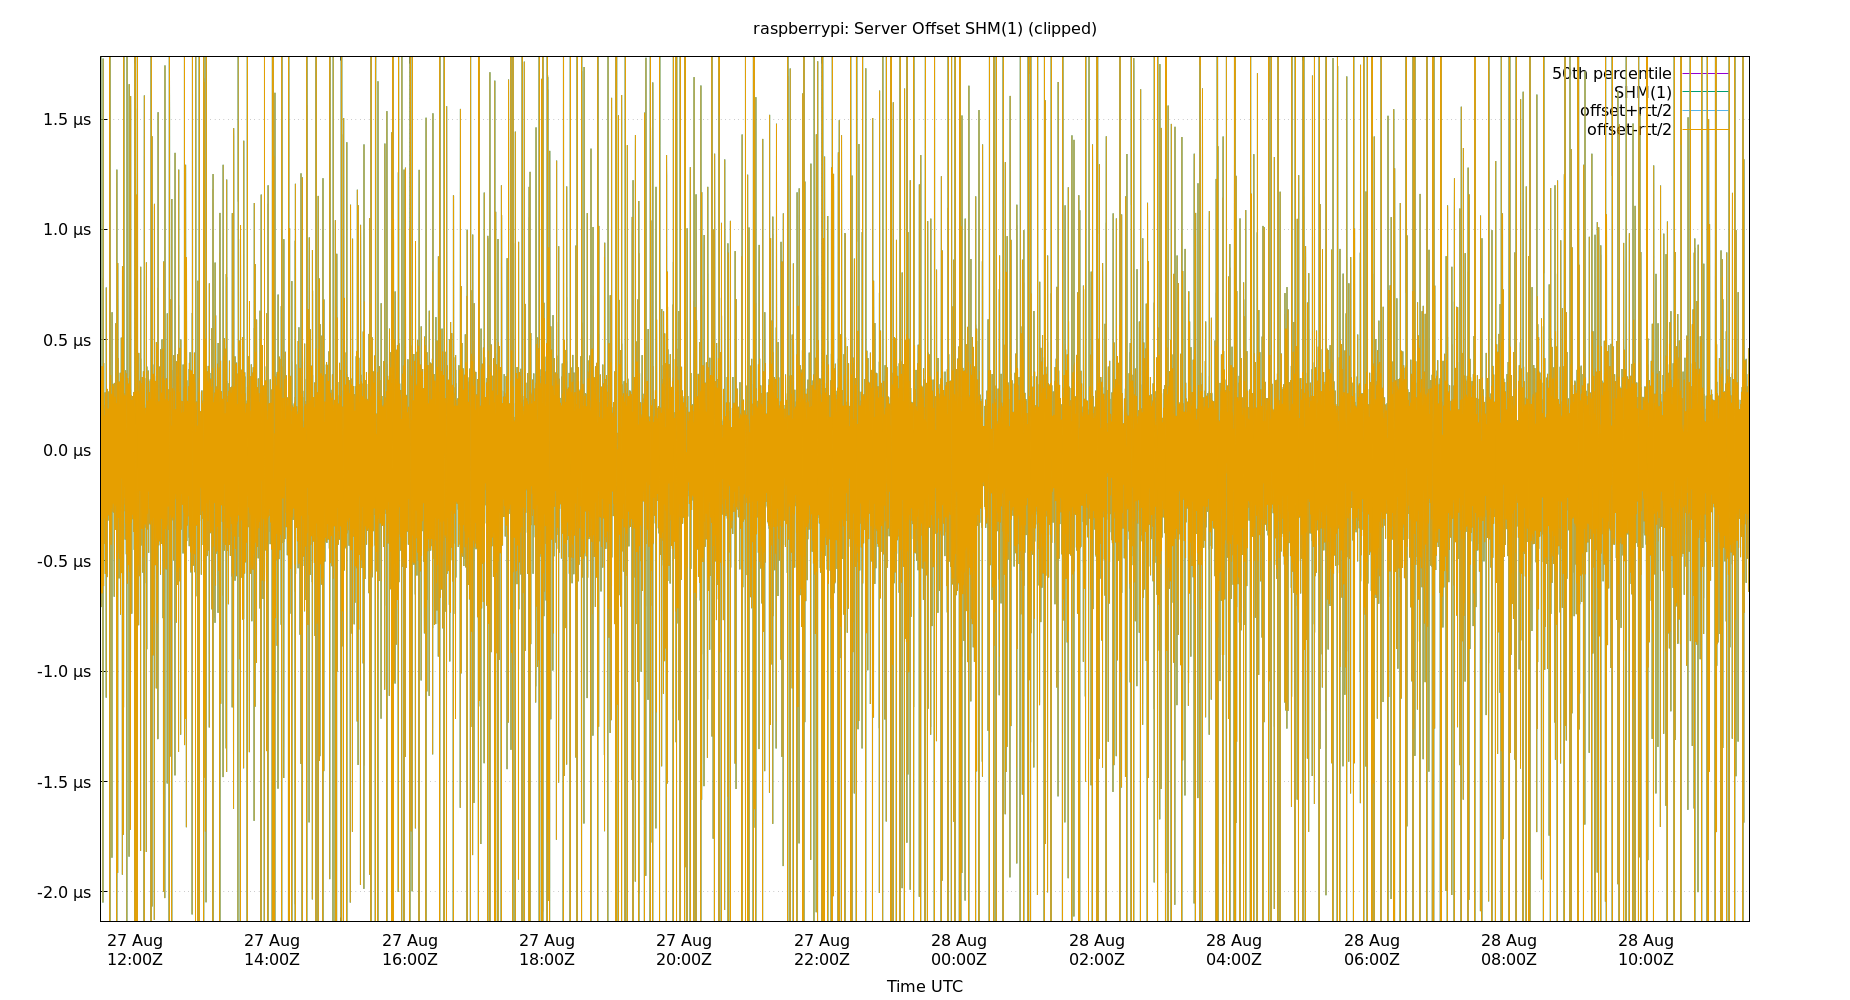 raspberrypi: Server Offset SHM(1) (clipped)
50th percentile
SHM(1)
offset+rtt/2
offset-rtt/2
1.5 µs
1.0 µs
0.5 µs
0.0 µs
-0.5 µs
-1.0 µs
-1.5 µs
-2.0 µs
27 Aug 27 Aug 27 Aug 27 Aug 27 Aug 27 Aug 28 Aug 28 Aug 28 Aug 28 Aug 28 Aug 28 Aug
12:00Z 14:00Z 16:00Z 18:00Z 20:00Z 22:00Z 00:00Z 02:00Z 04:00Z 06:00Z 08:00Z 10:00Z
Time UTC